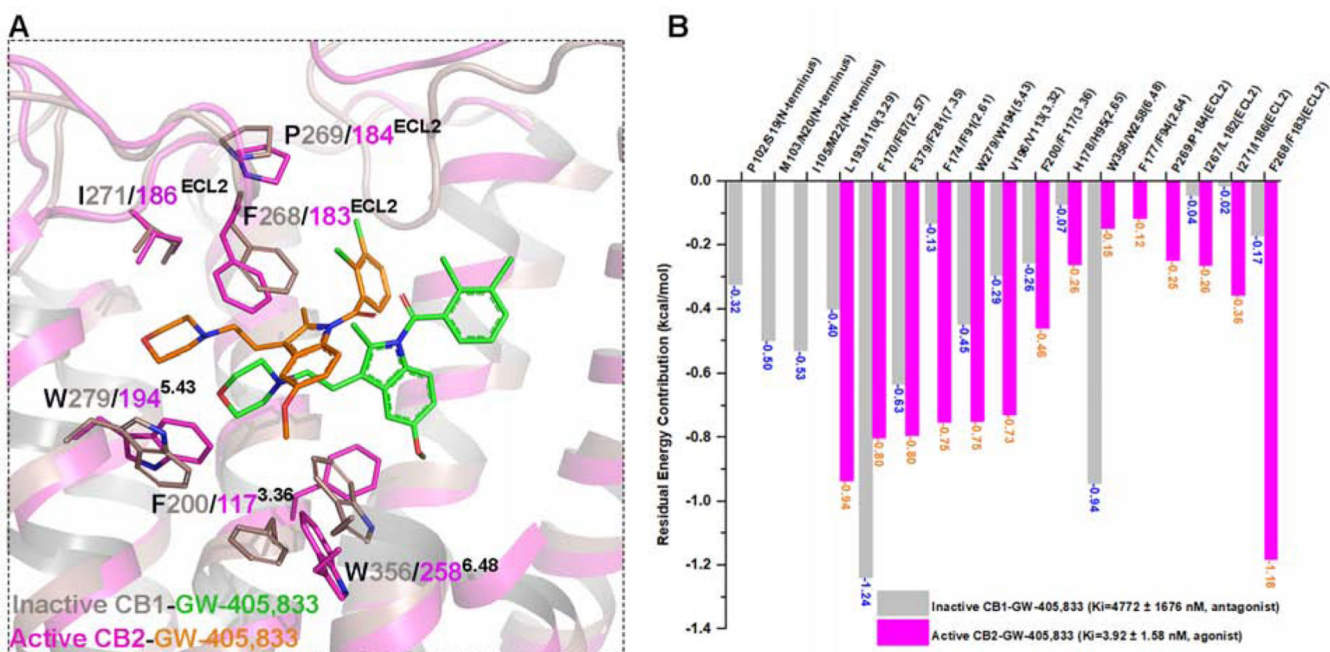 A
P269/184ECL2
I271/186ECL2
F268/183ECL2
W279/1945.43
F200/1173.36
W356/2586.48
Inactive CB1-GW-405,833
Active CB2-GW-405,833
B
P102/S19(N-terminus)
M103/N20(N-terminus)
I105/M22(N-terminus)
L193/I110(3.29)
F170/F87(2.57)
F379/F281(7.35)
F174/F91(2.61)
W279/W194(5.43)
V196/V113(3.32)
F200/F117(3.36)
H178/H95(2.65)
W356/W258(6.48)
F177/F94(2.64)
P269/P184(ECL2)
I267/L182(ECL2)
I271/I186(ECL2)
F268/F183(ECL2)
Residual Energy Contribution (kcal/mol)
0.0
-0.2
-0.4
-0.6
-0.8
-1.0
-1.2
-1.4
-0.32
-0.50
-0.53
-0.40
-0.94
-1.24
-0.80
-0.63
-0.80
-0.13
-0.75
-0.45
-0.75
-0.29
-0.73
-0.26
-0.46
-0.07
-0.26
-0.94
-0.15
-0.12
-0.25
-0.04
-0.26
-0.02
-0.36
-0.17
-1.18
Inactive CB1-GW-405,833 (Ki=4772 ± 1676 nM, antagonist)
Active CB2-GW-405,833 (Ki=3.92 ± 1.58 nM, agonist)